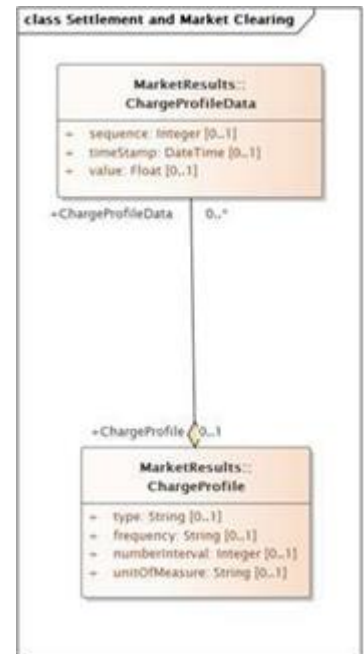 class Settlement and Market Clearing
MarketResults::
ChargeProfileData
+ sequence: Integer [0..1]
+ timeStamp: DateTime [0..1]
+ value: Float [0..1]
+ChargeProfileData 0..*
+ChargeProfile 0..1
MarketResults::
ChargeProfile
+ type: String [0..1]
+ frequency: String [0..1]
+ numberInterval: Integer [0..1]
+ unitOfMeasure: String [0..1]